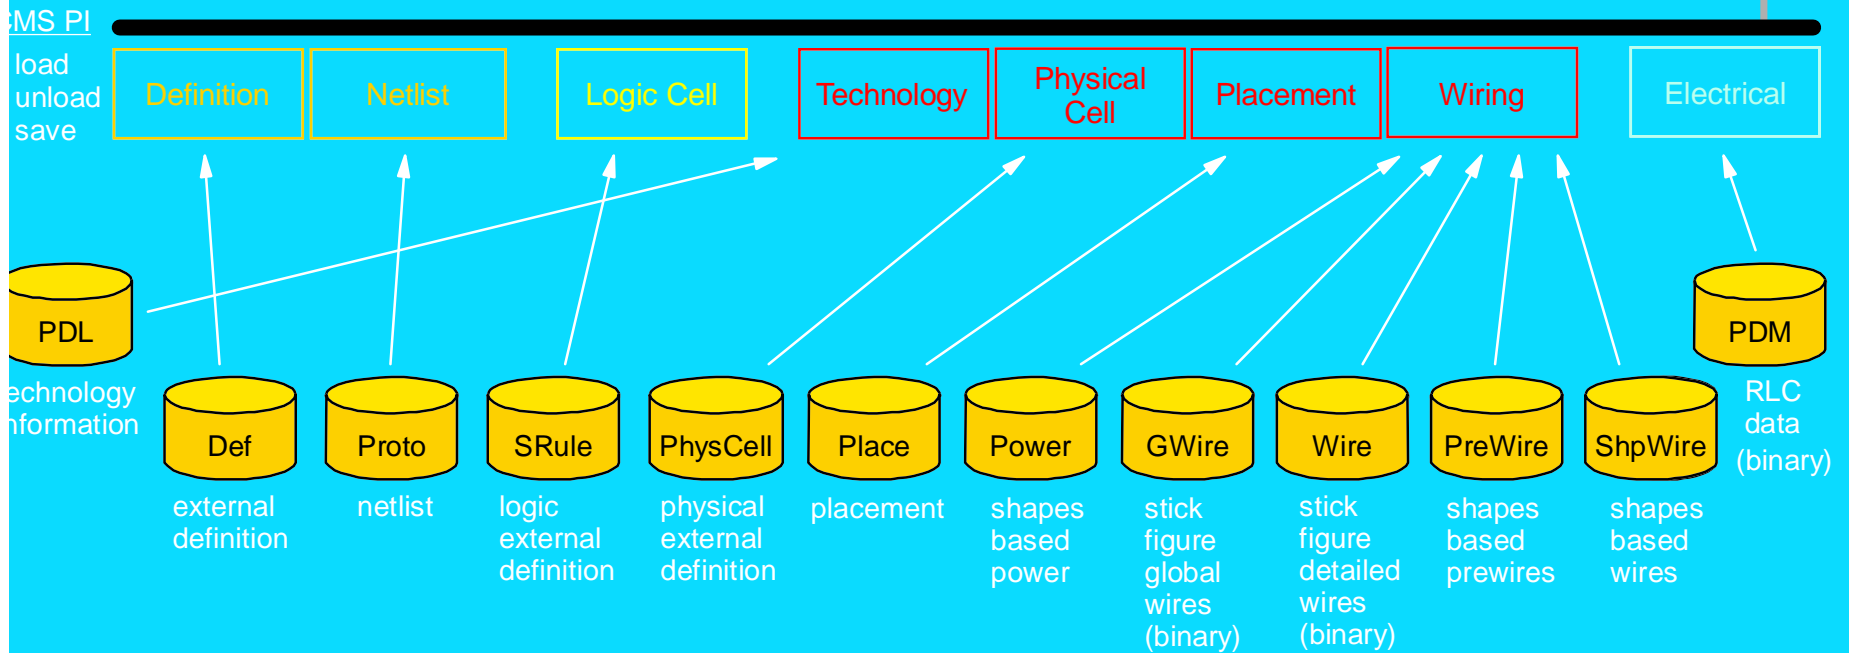 CMS PI
load
unload
save
Definition
Netlist
Logic Cell
Technology
Physical
Cell
Placement
Wiring
Electrical
PDL
PDM
echnology
nformation
RLC
data
(binary)
Def
Proto
SRule
PhysCell
Place
Power
GWire
Wire
PreWire
ShpWire
external
definition
netlist
logic
external
definition
physical
external
definition
placement
shapes
based
power
stick
figure
global
wires
(binary)
stick
figure
detailed
wires
(binary)
shapes
based
prewires
shapes
based
wires